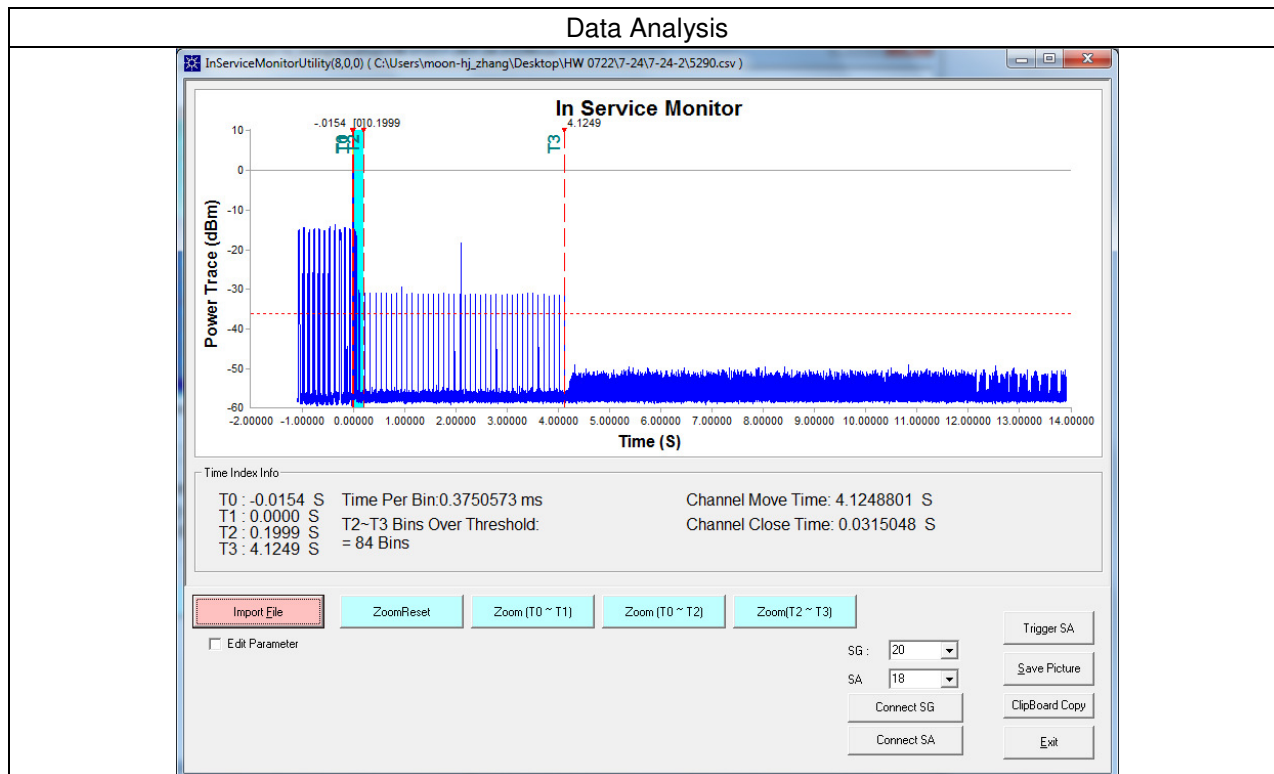 Data Analysis
InServiceMonitorUtility(8,0,0) ( C:\Users\moon-hj_zhang\Desktop\HW 0722\7-24\7-24-2\5290.csv )
In Service Monitor
-.0154 [0]0.1999 4.1249
T0 T2 T3
Power Trace (dBm)
10
0
-10
-20
-30
-40
-50
-60
-2.00000 -1.00000 0.00000 1.00000 2.00000 3.00000 4.00000 5.00000 6.00000 7.00000 8.00000 9.00000 10.00000 11.00000 12.00000 13.00000 14.00000
Time (S)
Time Index Info
T0 : -0.0154 S
T1 : 0.0000 S
T2 : 0.1999 S
T3 : 4.1249 S
Time Per Bin:0.3750573 ms
T2~T3 Bins Over Threshold:
= 84 Bins
Channel Move Time: 4.1248801 S
Channel Close Time: 0.0315048 S
Import File ZoomReset Zoom (T0 ~ T1) Zoom (T0 ~ T2) Zoom(T2 ~ T3)
Edit Parameter
SG : 20
SA 18
Connect SG
Connect SA
Trigger SA
Save Picture
ClipBoard Copy
Exit